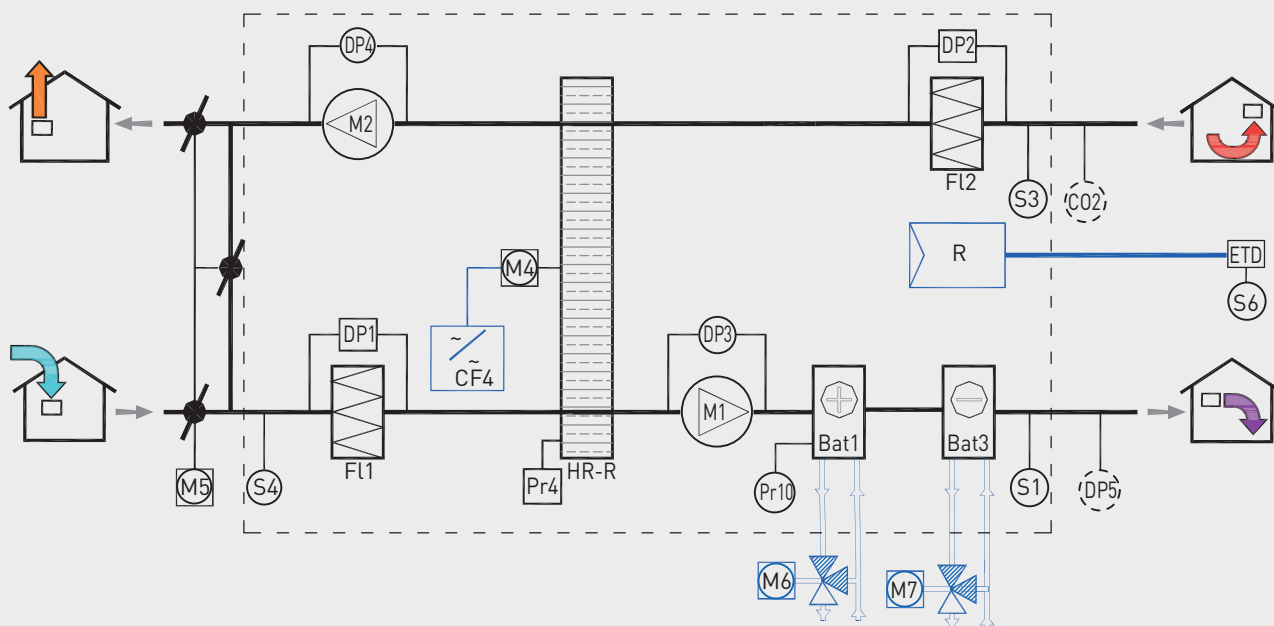 DP4
DP2
M2
Fl2
S3
CO2
R
ETD
S6
M4
~
~
CF4
DP1
DP3
M1
Bat1
Bat3
Fl1
HR-R
M5
S4
Pr4
Pr10
S1
DP5
M6
M7